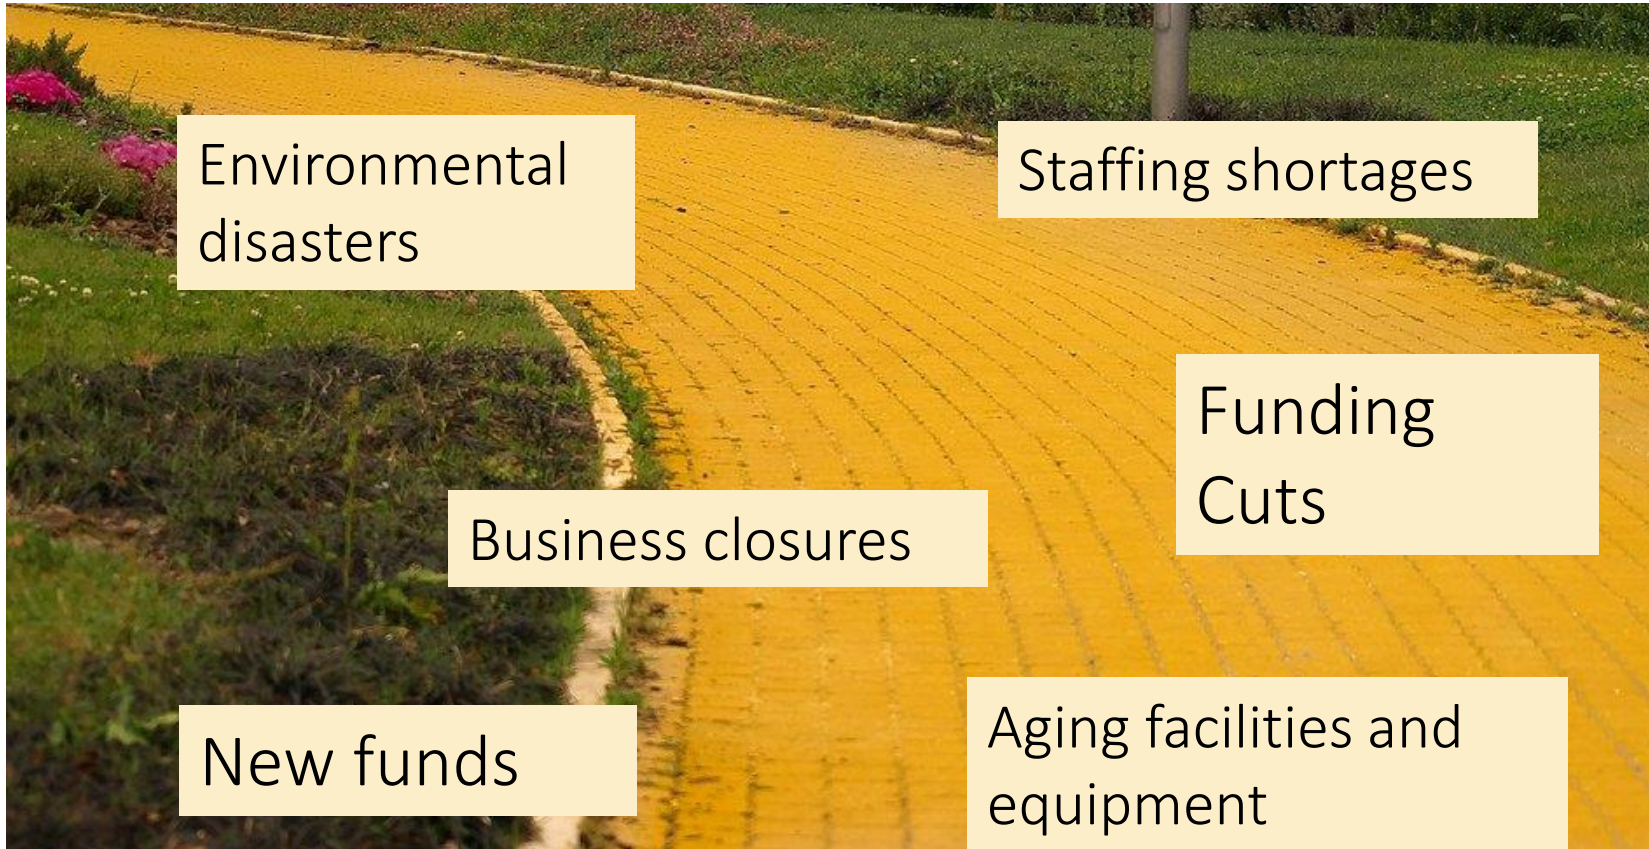 Environmental
disasters
Staffing shortages
Funding
Cuts
Business closures
New funds
Aging facilities and
equipment